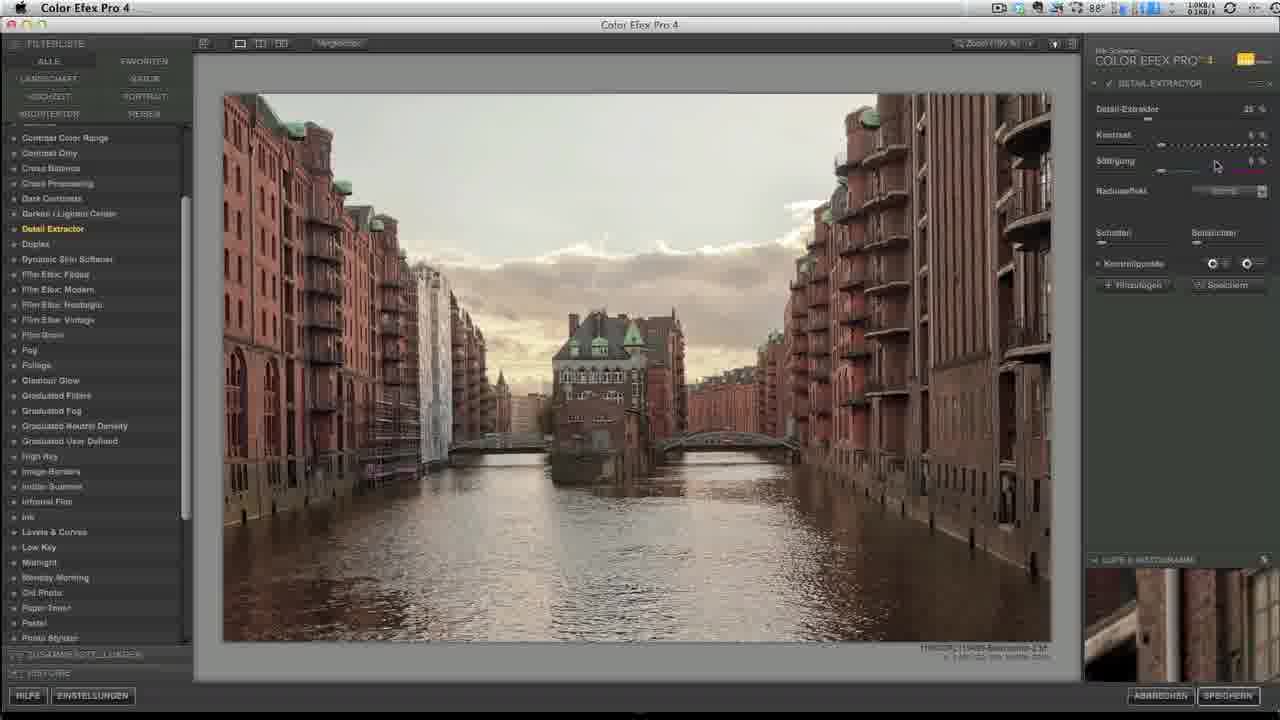 Color Efex Pro 4
88°
1.0KB/s
Color Efex Pro 4
FILTERLISTE
Vergleichen
ALLE
FAVORITEN
LANDSCHAFT
NATUR
HOCHZEIT
PORTRAIT
ARCHITEKTUR
REISEN
Contrast Color Range
Contrast Only
Cross Balance
Cross Processing
Dark Contrasts
Darken / Lighten Center
Detail Extractor
Duplex
Dynamic Skin Softener
Film Efex: Faded
Film Efex: Modern
Film Efex: Nostalgic
Film Efex: Vintage
Film Grain
Fog
Foliage
Glamour Glow
Graduated Filters
Graduated Fog
Graduated Neutral Density
Graduated User Defined
High Key
Image Borders
Indian Summer
Infrared Film
Ink
Levels & Curves
Low Key
Midnight
Monday Morning
Old Photo
Paper Toner
Pastel
Photo Stylizer
ZUSAMMENSTELLUNGEN
HISTORIE
HILFE
EINSTELLUNGEN
COLOR EFEX PRO 4
DETAIL EXTRACTOR
Detail-Extraktor 25 %
Kontrast
Sättigung
Radiuseffekt
Schatten
Spitzlichter
Kontrollpunkte
Hinzufügen
Speichern
LUPE & HISTOGRAMM
ABBRECHEN
SPEICHERN